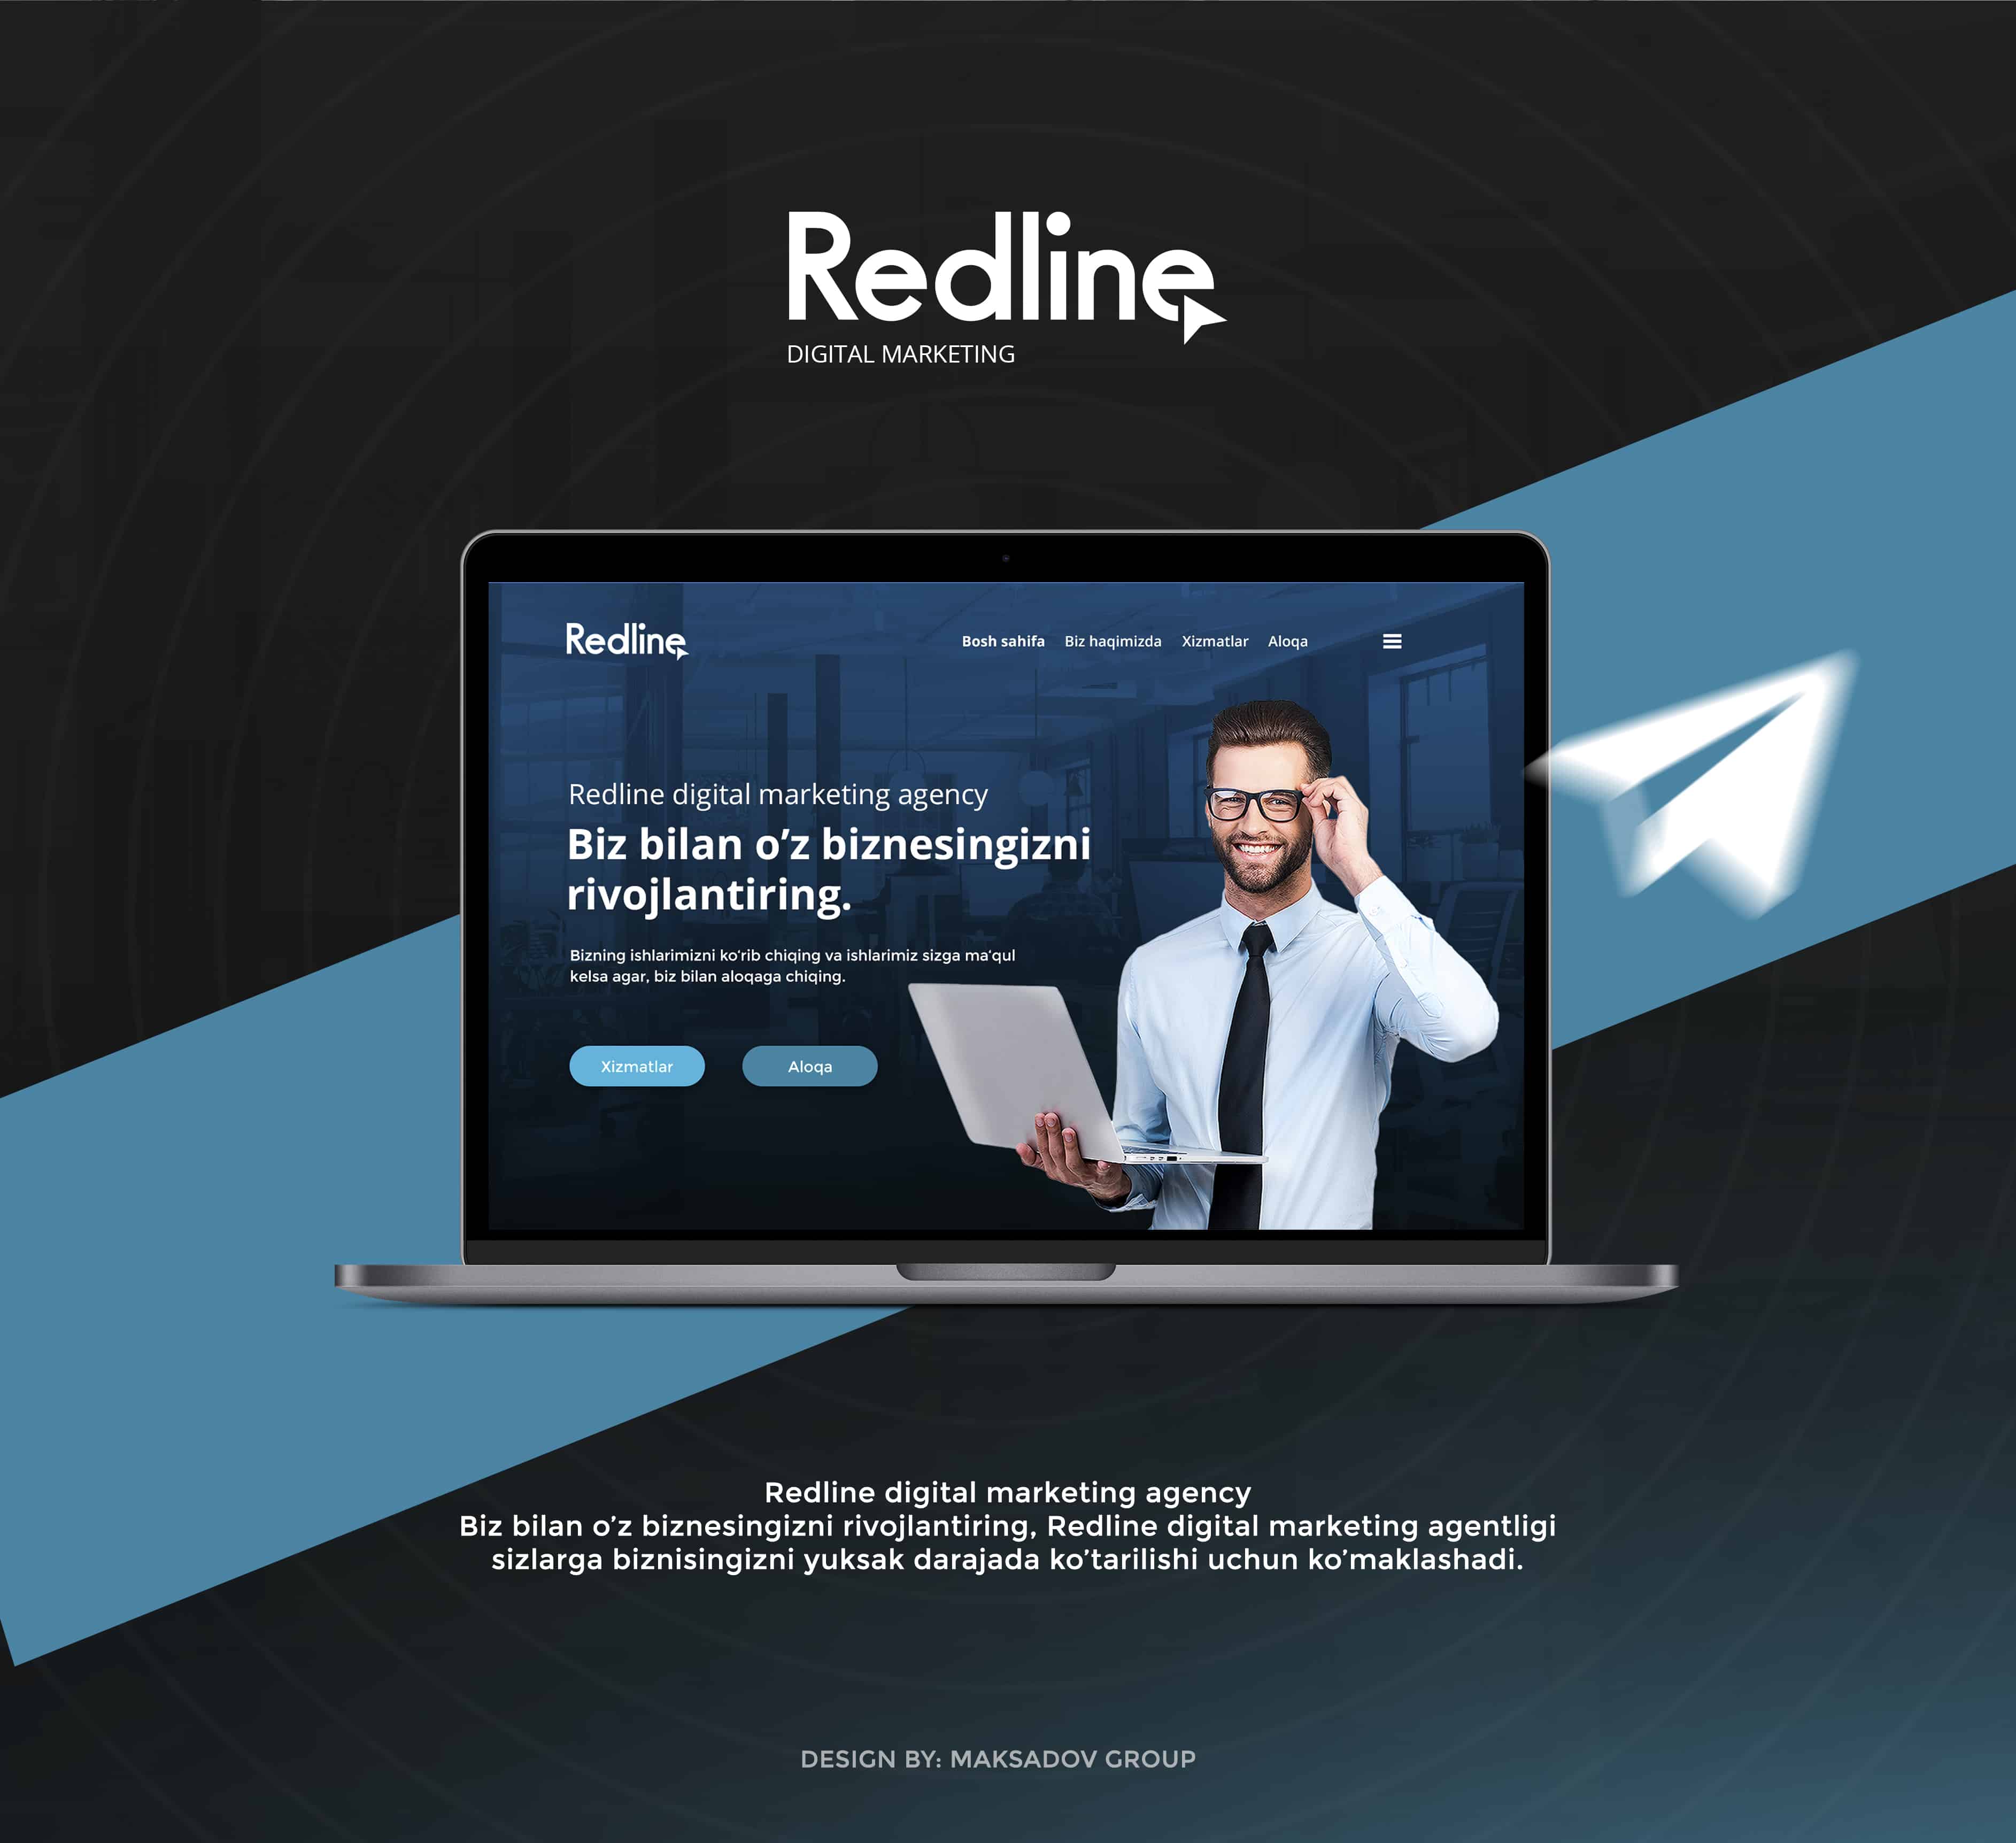 Redline
DIGITAL MARKETING
Redline
Bosh sahifa Biz haqimizda Xizmatlar Aloqa
Redline digital marketing agency
Biz bilan o’z biznesingizni
rivojlantiring.
Bizning ishlarimizni ko‘rib chiqing va ishlarimiz sizga ma‘qul
kelsa agar, biz bilan aloqaga chiqing.
Xizmatlar Aloqa
Redline digital marketing agency
Biz bilan o’z biznesingizni rivojlantiring, Redline digital marketing agentligi
sizlarga biznisingizni yuksak darajada ko’tarilishi uchun ko’maklashadi.
DESIGN BY: MAKSADOV GROUP